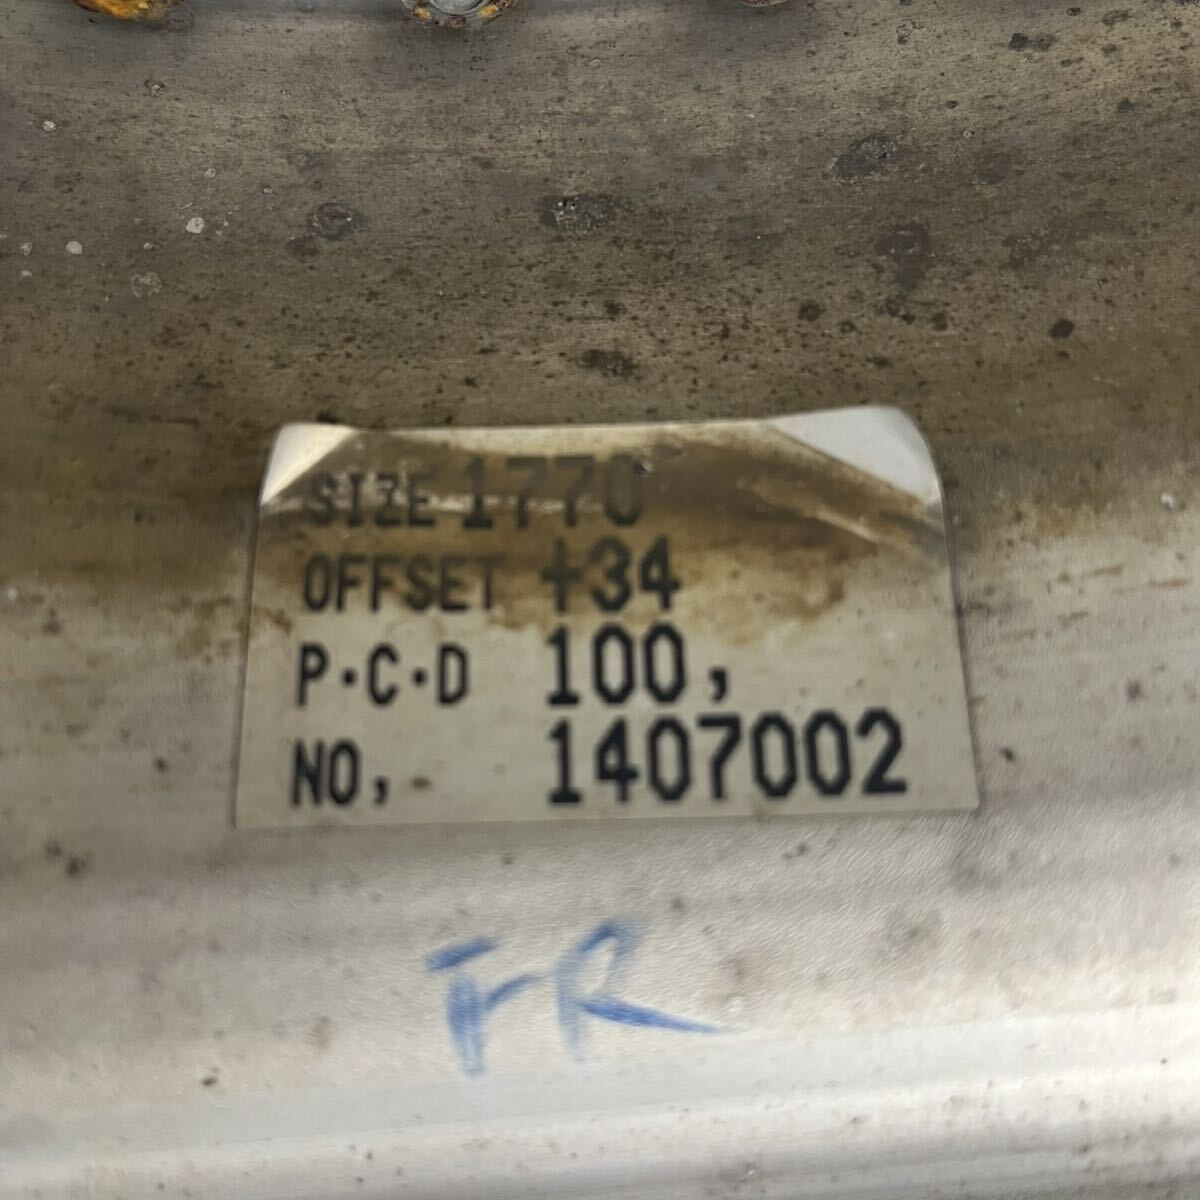 SIZE 1770
OFFSET +34
P·C·D 100,
NO, 1407002
FR